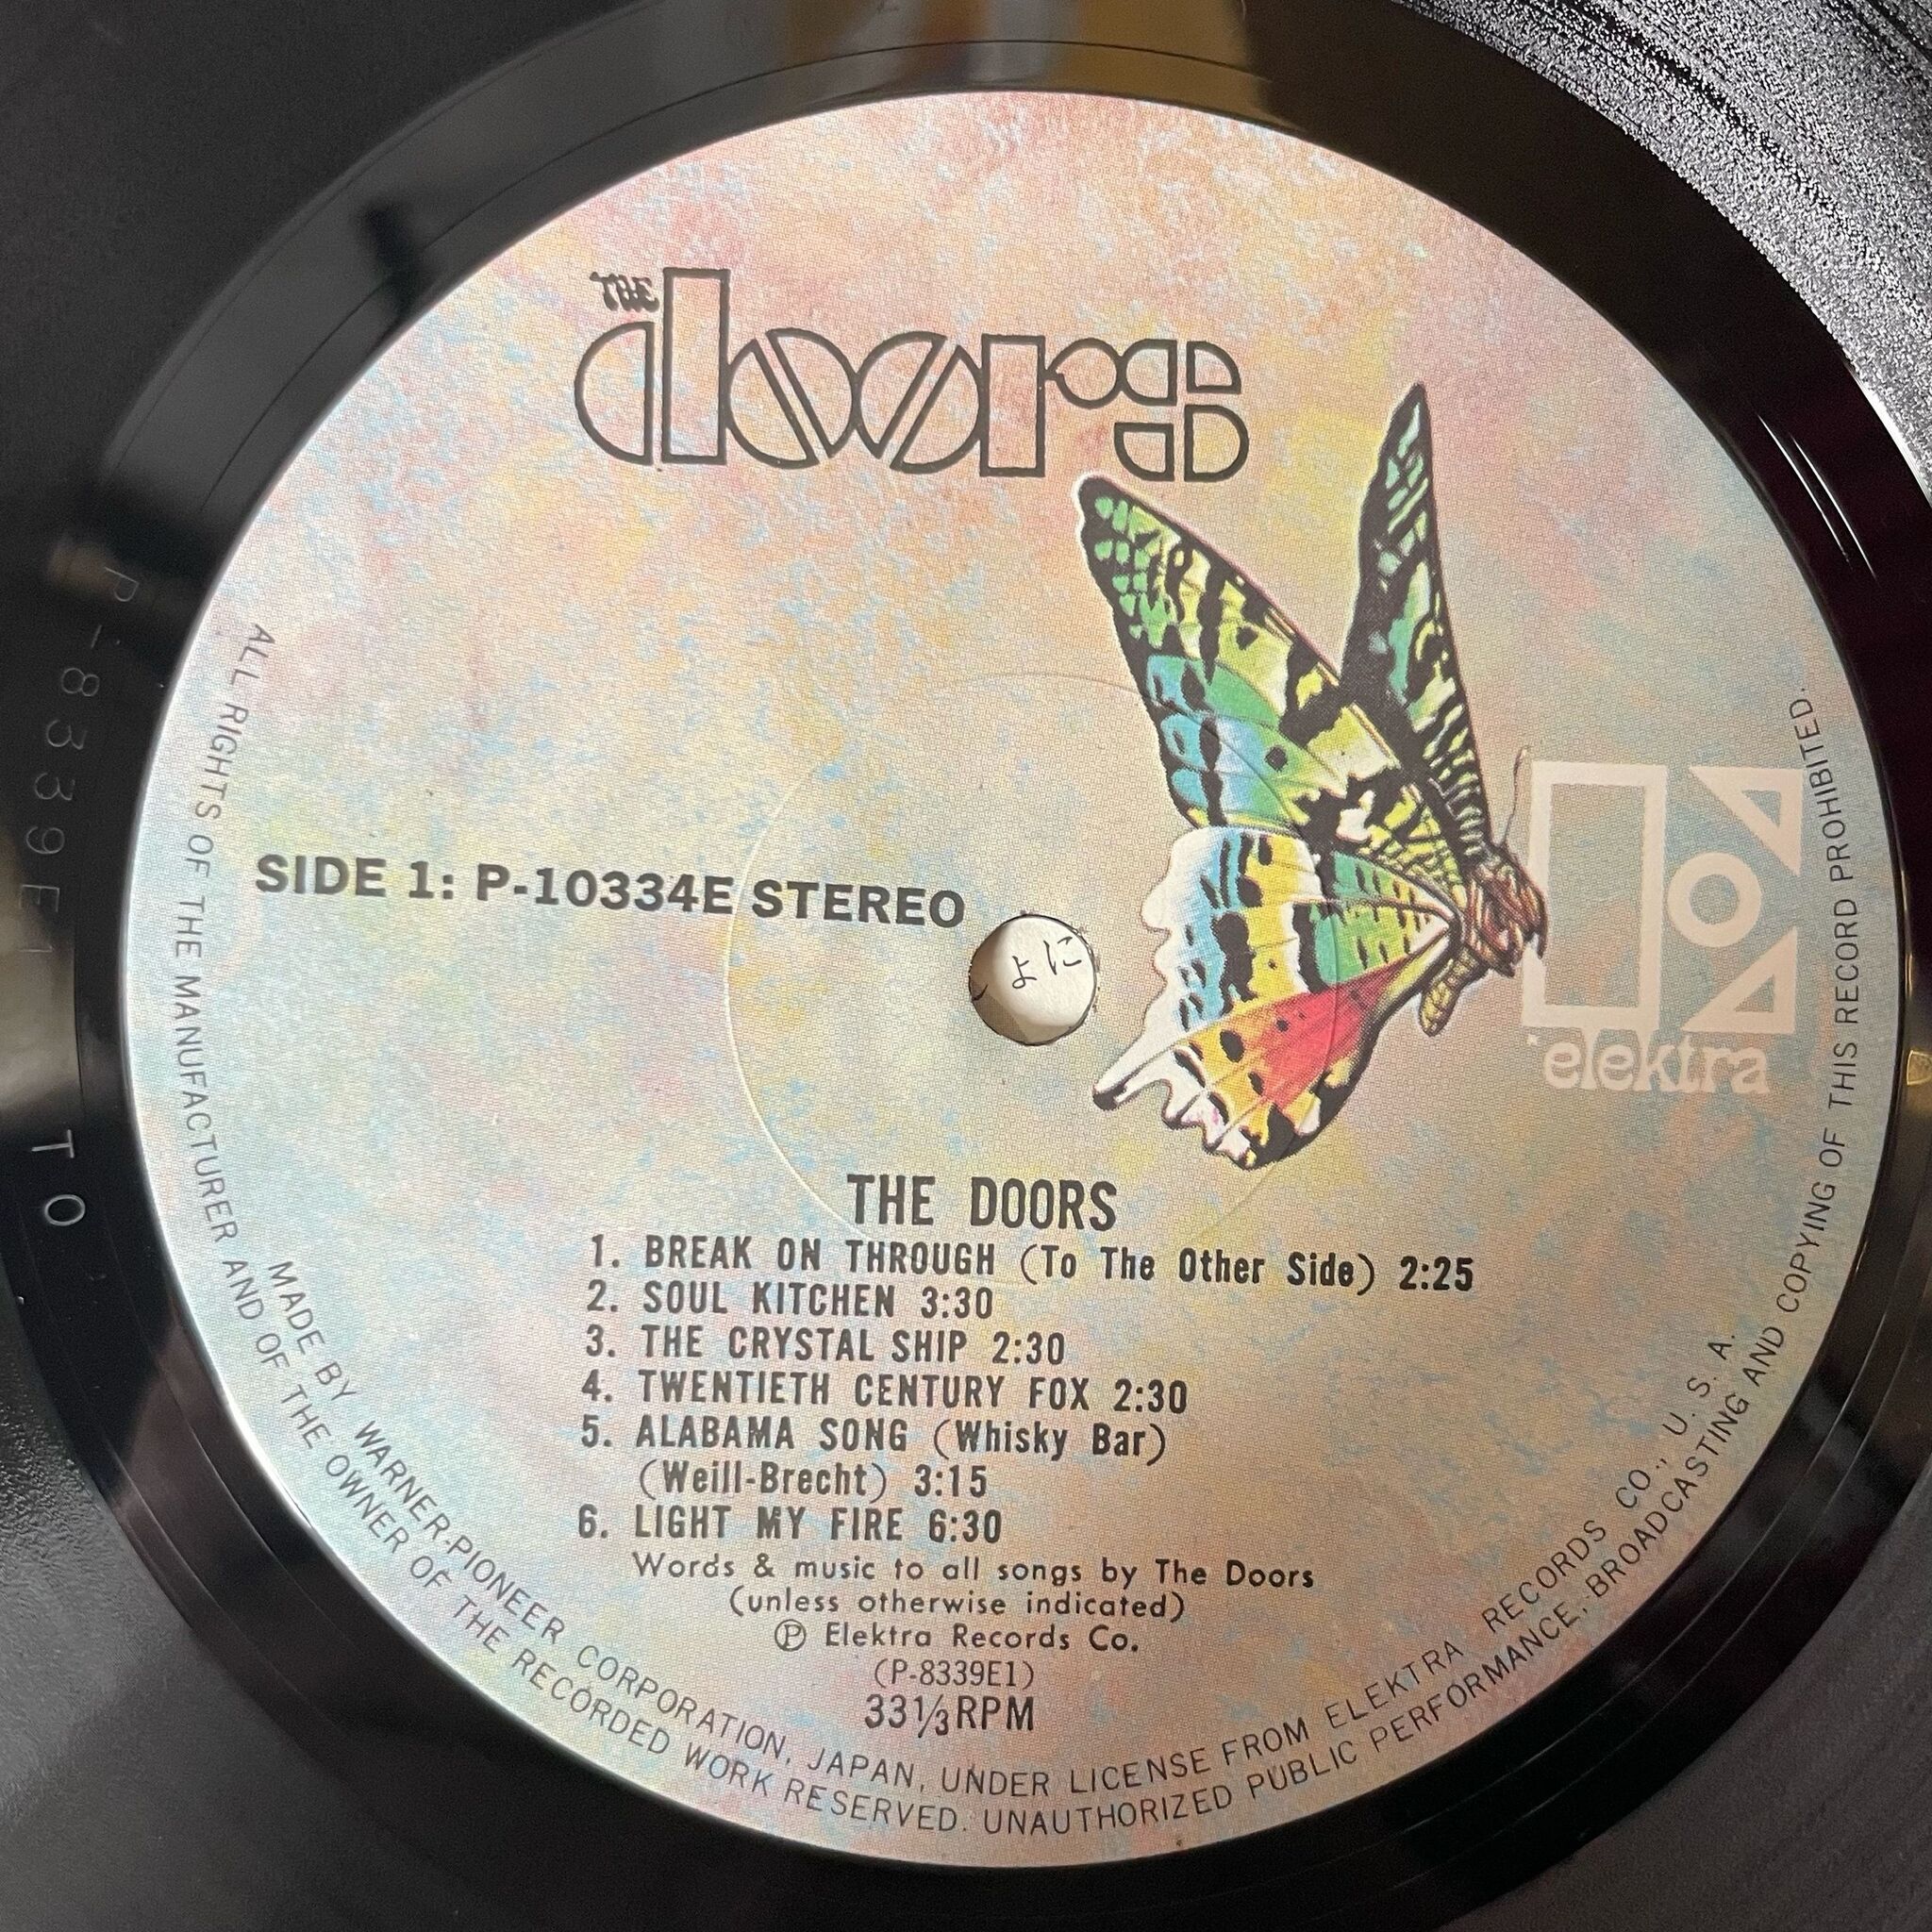 THE
doors
elektra
SIDE 1: P-10334E STEREO
よに
THE DOORS
1. BREAK ON THROUGH (To The Other Side) 2:25
2. SOUL KITCHEN 3:30
3. THE CRYSTAL SHIP 2:30
4. TWENTIETH CENTURY FOX 2:30
5. ALABAMA SONG (Whisky Bar)
(Weill-Brecht) 3:15
6. LIGHT MY FIRE 6:30
Words & music to all songs by The Doors
(unless otherwise indicated)
Ⓟ Elektra Records Co.
(P-8339E1)
33⅓ RPM
MADE BY WARNER-PIONEER CORPORATION, JAPAN, UNDER LICENSE FROM ELEKTRA RECORDS CO., U. S. A.
ALL RIGHTS OF THE MANUFACTURER AND OF THE OWNER OF THE RECORDED WORK RESERVED. UNAUTHORIZED PUBLIC PERFORMANCE, BROADCASTING AND COPYING OF THIS RECORD PROHIBITED.
P-8339E1 TO